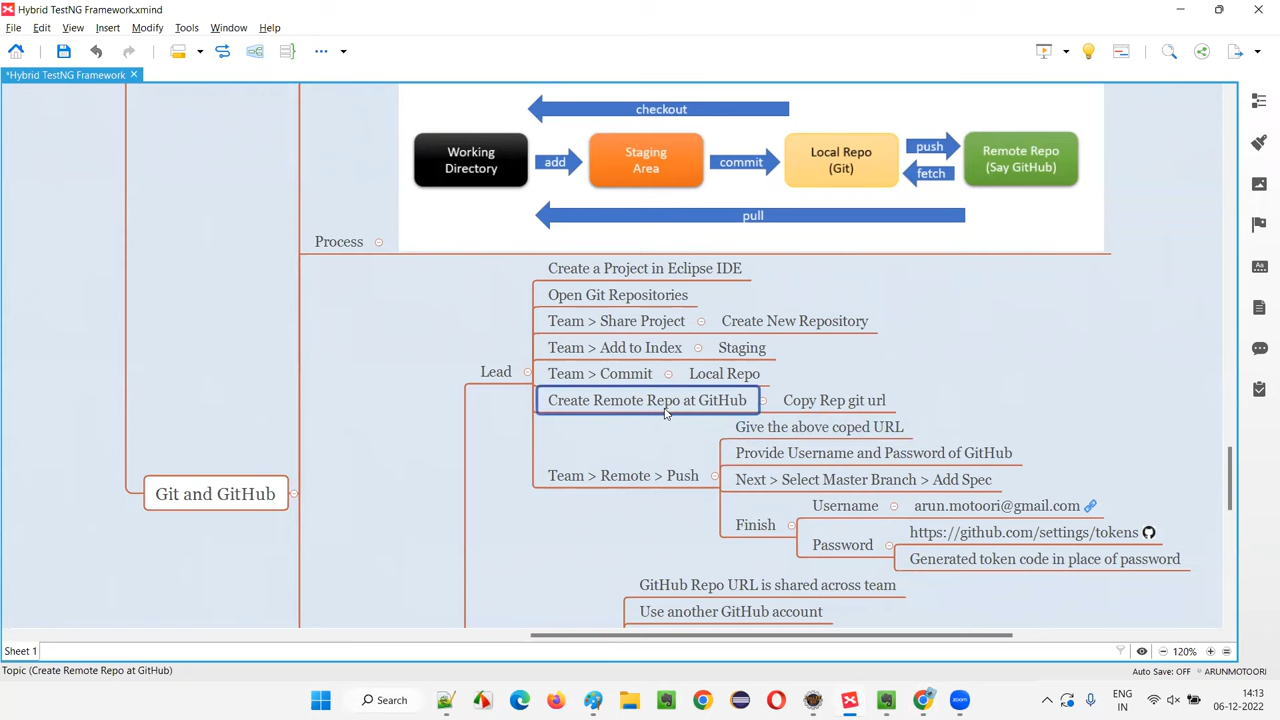 Hybrid TestNG Framework.xmind
File Edit View Insert Modify Tools Window Help
*Hybrid TestNG Framework
checkout
Working Directory
add
Staging Area
commit
Local Repo (Git)
push
fetch
Remote Repo (Say GitHub)
pull
Process
Create a Project in Eclipse IDE
Open Git Repositories
Team > Share Project
Create New Repository
Team > Add to Index
Staging
Lead
Team > Commit
Local Repo
Create Remote Repo at GitHub
Copy Rep git url
Give the above coped URL
Provide Username and Password of GitHub
Team > Remote > Push
Next > Select Master Branch > Add Spec
Git and GitHub
Username
arun.motoori@gmail.com
Finish
https://github.com/settings/tokens
Password
Generated token code in place of password
GitHub Repo URL is shared across team
Use another GitHub account
Sheet 1
120%
Topic (Create Remote Repo at GitHub)
Auto Save: OFF
ARUNMOTOORI
Search
ENG
IN
14:13
06-12-2022